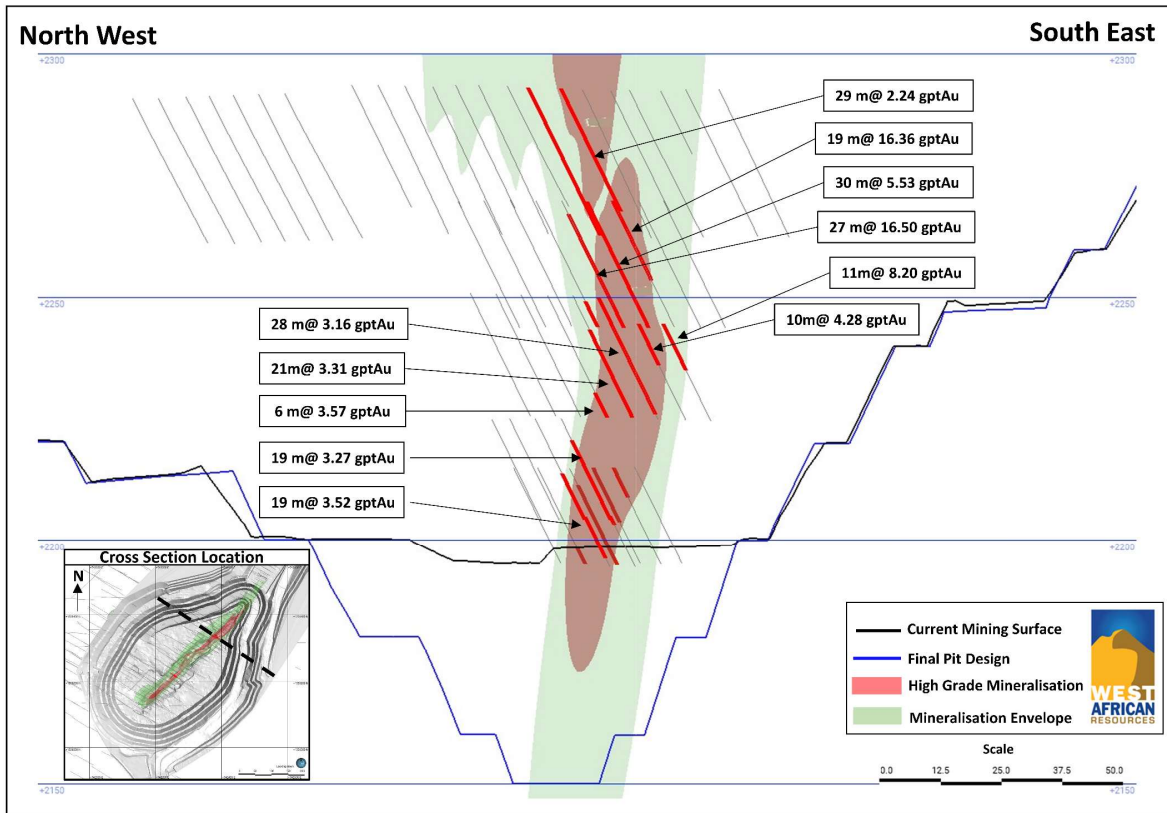 North West
South East
+2300
+2300
29 m@ 2.24 gptAu
19 m@ 16.36 gptAu
30 m@ 5.53 gptAu
27 m@ 16.50 gptAu
11m@ 8.20 gptAu
10m@ 4.28 gptAu
+2250
+2250
28 m@ 3.16 gptAu
21m@ 3.31 gptAu
6 m@ 3.57 gptAu
19 m@ 3.27 gptAu
19 m@ 3.52 gptAu
+2200
+2200
Cross Section Location
N
Current Mining Surface
Final Pit Design
High Grade Mineralisation
Mineralisation Envelope
WEST
AFRICAN
RESOURCES
Scale
0.0 12.5 25.0 37.5 50.0
+2150
+2150